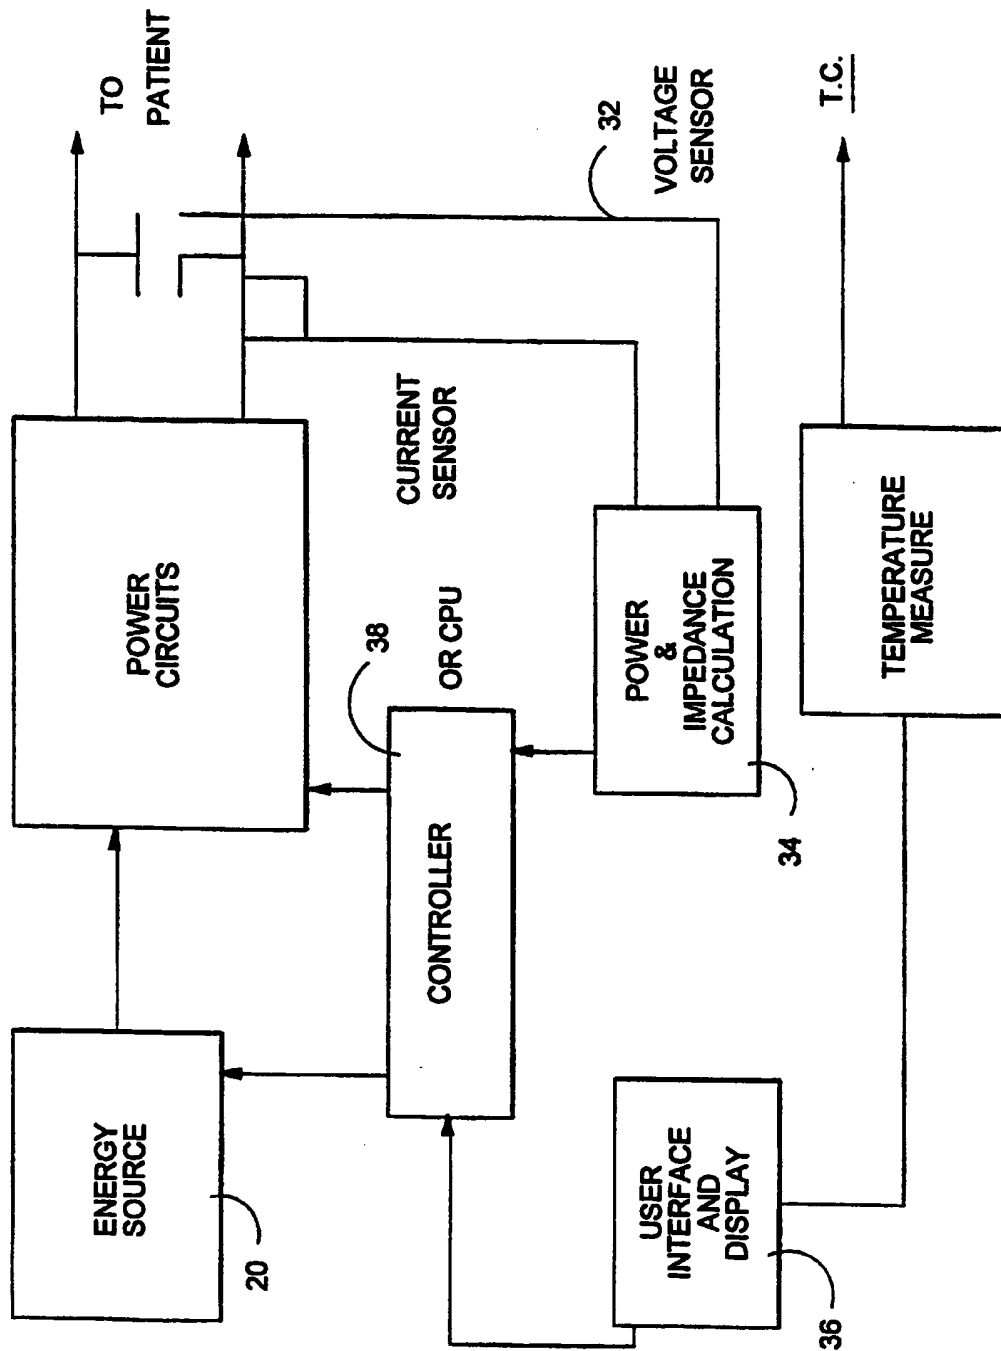 ENERGY
SOURCE
20
POWER
CIRCUITS
TO
PATIENT
CONTROLLER
38
OR CPU
CURRENT
SENSOR
32
VOLTAGE
SENSOR
USER
INTERFACE
AND
DISPLAY
36
POWER
&
IMPEDANCE
CALCULATION
34
TEMPERATURE
MEASURE
T.C.